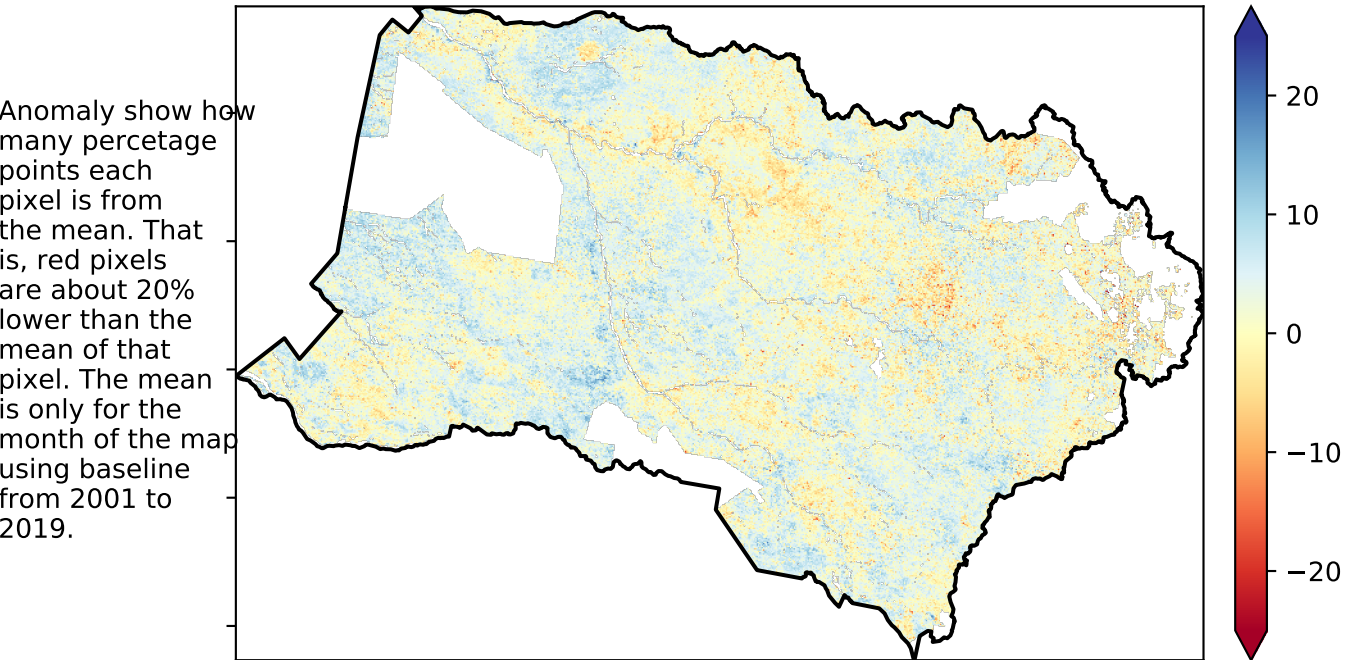 Anomaly show how
many percetage
points each
pixel is from
the mean. That
is, red pixels
are about 20%
lower than the
mean of that
pixel. The mean
is only for the
month of the map
using baseline
from 2001 to
2019.
20
10
0
−10
−20